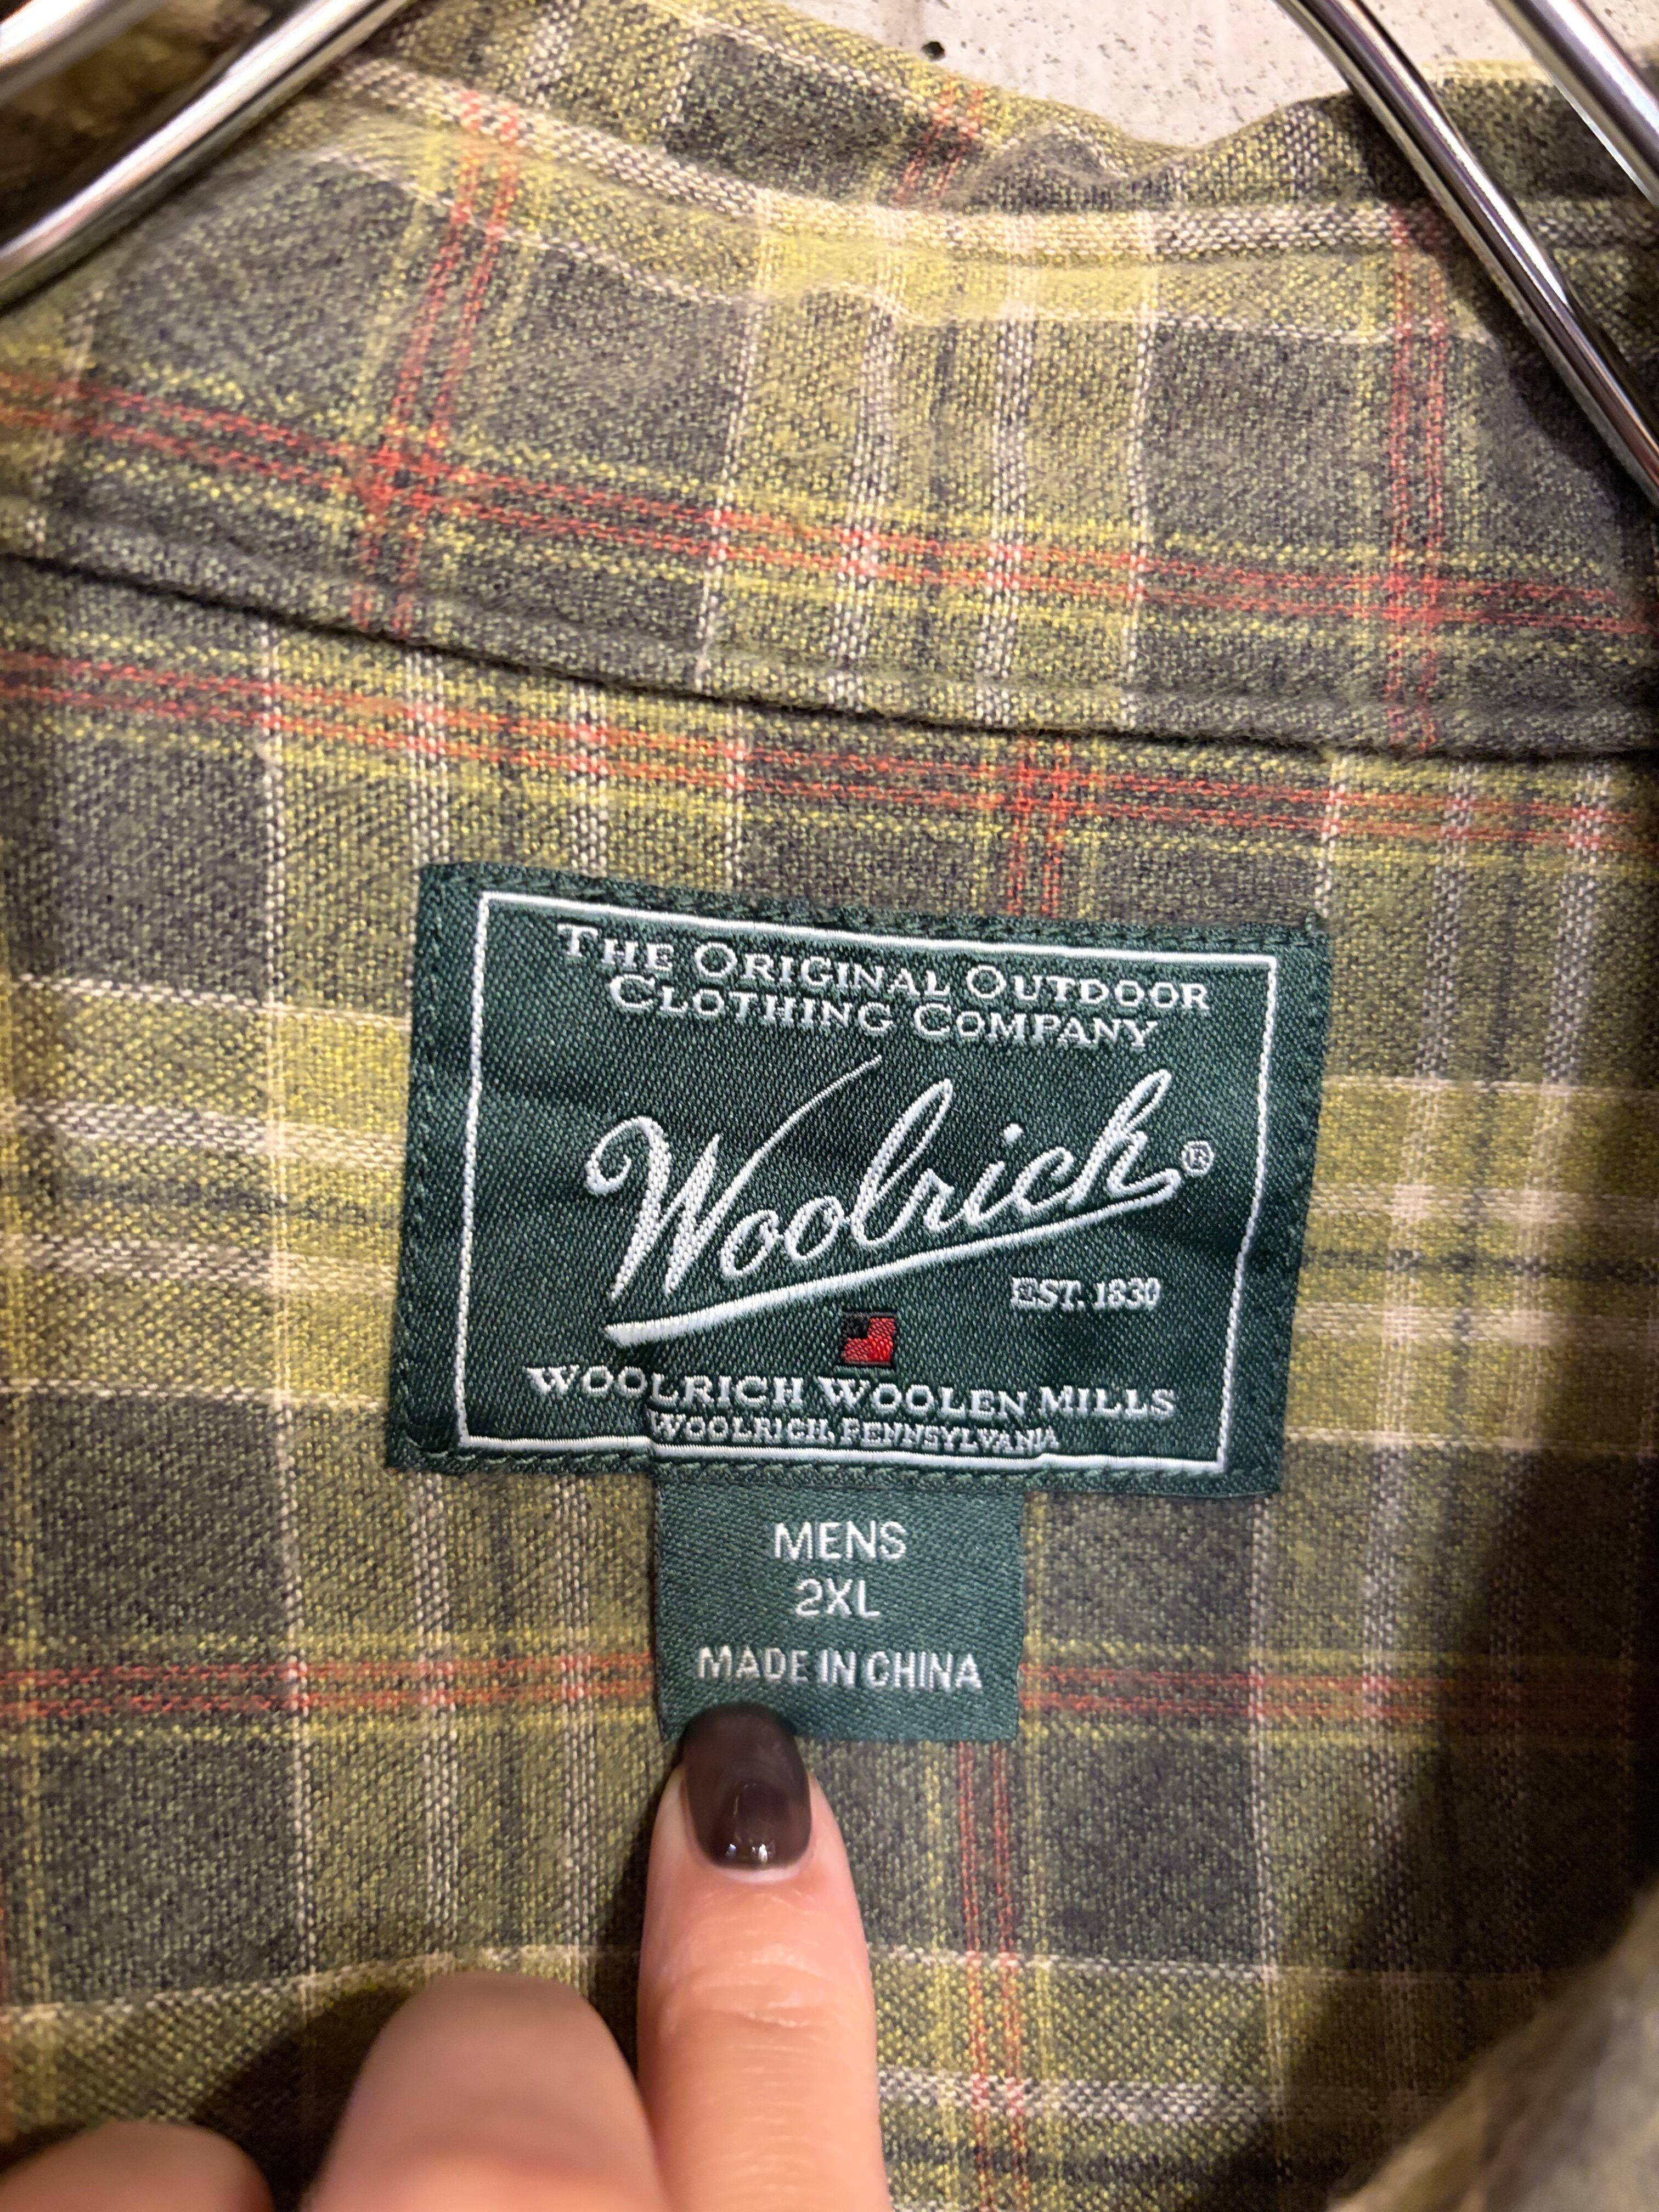 THE ORIGINAL OUTDOOR
CLOTHING COMPANY
Woolrich®
EST. 1830
WOOLRICH WOOLEN MILLS
WOOLRICH, PENNSYLVANIA
MENS
2XL
MADE IN CHINA